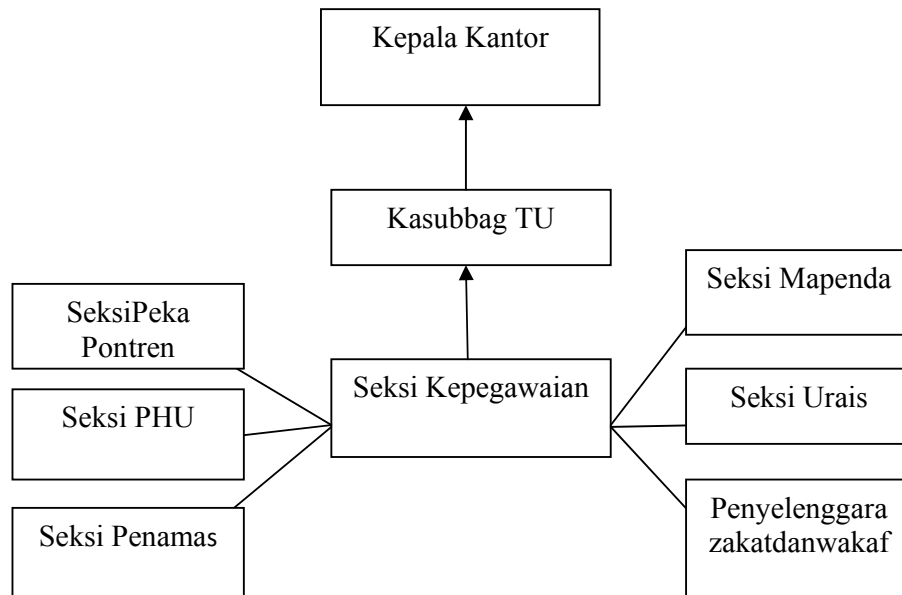 Kepala Kantor
Kasubbag TU
Seksi Mapenda
SeksiPeka
Pontren
Seksi Kepegawaian
Seksi Urais
Seksi PHU
Penyelenggara
zakatdanwakaf
Seksi Penamas